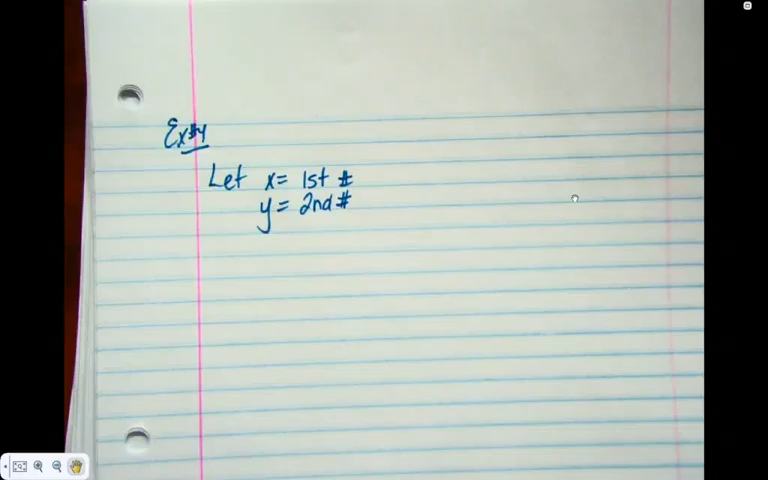 Ex#4
Let x= 1st #
y= 2nd #